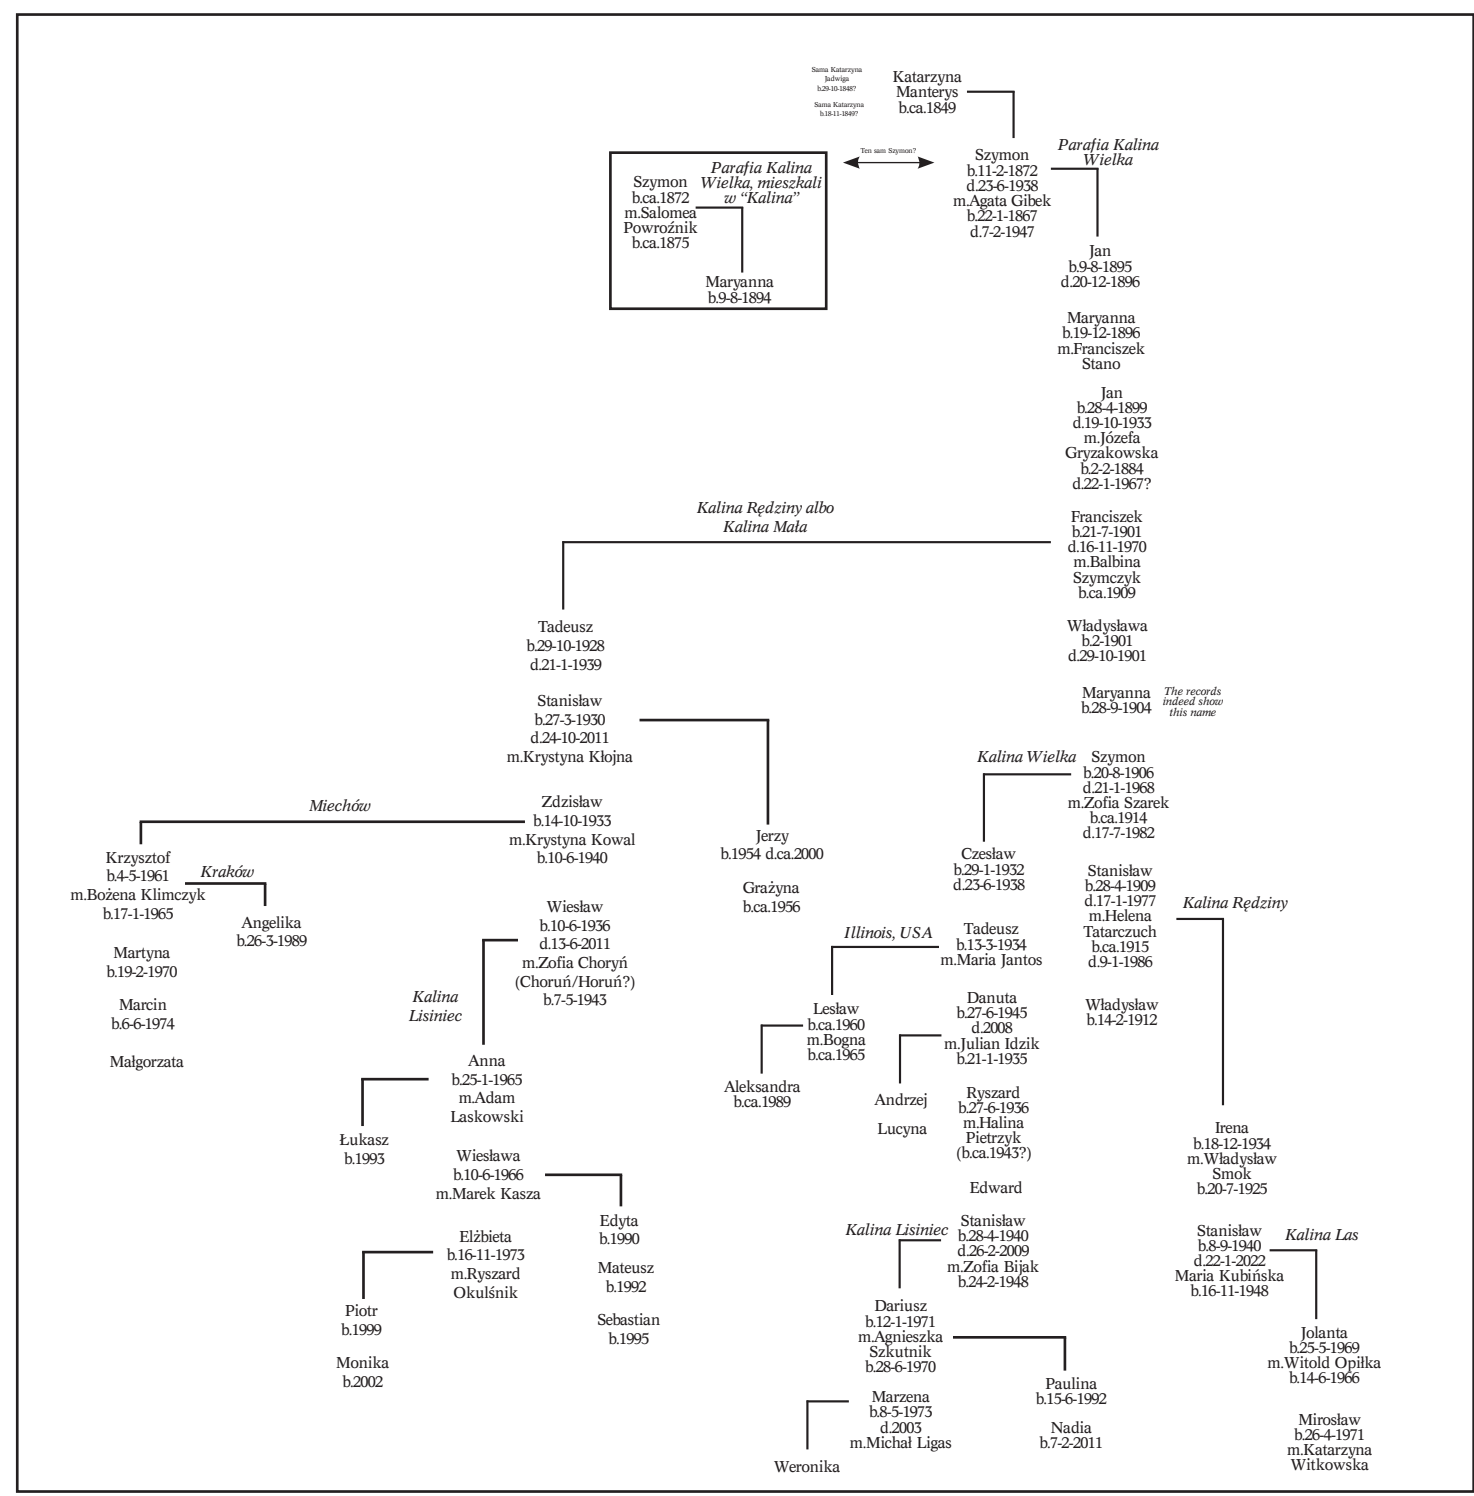 Sama Katarzyna
Jadwiga
b.29-10-1848?
Sama Katarzyna
b.18-11-1849?
Katarzyna
Manterys
b.ca.1849
Ten sam Szymon?
Szymon
b.11-2-1872
d.23-6-1938
m.Agata Gibek
b.22-1-1867
d.7-2-1947
Parafia Kalina
Wielka
Szymon
b.ca.1872
m.Salomea
Powroźnik
b.ca.1875
Parafia Kalina
Wielka, mieszkali
w “Kalina”
Maryanna
b.9-8-1894
Jan
b.9-8-1895
d.20-12-1896
Maryanna
b.19-12-1896
m.Franciszek
Stano
Jan
b.28-4-1899
d.19-10-1933
m.Józefa
Gryzakowska
b.2-2-1884
d.22-1-1967?
Kalina Rędziny albo
Kalina Mała
Franciszek
b.21-7-1901
d.16-11-1970
m.Balbina
Szymczyk
b.ca.1909
Władysława
b.2-1901
d.29-10-1901
Maryanna
b.28-9-1904
The records
indeed show
this name
Kalina Wielka
Szymon
b.20-8-1906
d.21-1-1968
m.Zofia Szarek
b.ca.1914
d.17-7-1982
Stanisław
b.28-4-1909
d.17-1-1977
m.Helena
Tatarczuch
b.ca.1915
d.9-1-1986
Kalina Rędziny
Władysław
b.14-2-1912
Tadeusz
b.29-10-1928
d.21-1-1939
Stanisław
b.27-3-1930
d.24-10-2011
m.Krystyna Kłojna
Miechów
Zdzisław
b.14-10-1933
m.Krystyna Kowal
b.10-6-1940
Wiesław
b.10-6-1936
d.13-6-2011
m.Zofia Choryń
(Choruń/Horuń?)
b.7-5-1943
Jerzy
b.1954 d.ca.2000
Grażyna
b.ca.1956
Krzysztof
b.4-5-1961
m.Bożena Klimczyk
b.17-1-1965
Kraków
Angelika
b.26-3-1989
Martyna
b.19-2-1970
Marcin
b.6-6-1974
Małgorzata
Kalina
Lisiniec
Anna
b.25-1-1965
m.Adam
Laskowski
Łukasz
b.1993
Wiesława
b.10-6-1966
m.Marek Kasza
Edyta
b.1990
Mateusz
b.1992
Sebastian
b.1995
Elżbieta
b.16-11-1973
m.Ryszard
Okulśnik
Piotr
b.1999
Monika
b.2002
Czesław
b.29-1-1932
d.23-6-1938
Illinois, USA
Tadeusz
b.13-3-1934
m.Maria Jantos
Lesław
b.ca.1960
m.Bogna
b.ca.1965
Aleksandra
b.ca.1989
Danuta
b.27-6-1945
d.2008
m.Julian Idzik
b.21-1-1935
Andrzej
Lucyna
Ryszard
b.27-6-1936
m.Halina
Pietrzyk
(b.ca.1943?)
Edward
Kalina Lisiniec
Stanisław
b.28-4-1940
d.26-2-2009
m.Zofia Bijak
b.24-2-1948
Dariusz
b.12-1-1971
m.Agnieszka
Szkutnik
b.28-6-1970
Paulina
b.15-6-1992
Nadia
b.7-2-2011
Marzena
b.8-5-1973
d.2003
m.Michał Ligas
Weronika
Irena
b.18-12-1934
m.Władysław
Smok
b.20-7-1925
Stanisław
b.8-9-1940
d.22-1-2022
Maria Kubińska
b.16-11-1948
Kalina Las
Jolanta
b.25-5-1969
m.Witold Opiłka
b.14-6-1966
Mirosław
b.26-4-1971
m.Katarzyna
Witkowska